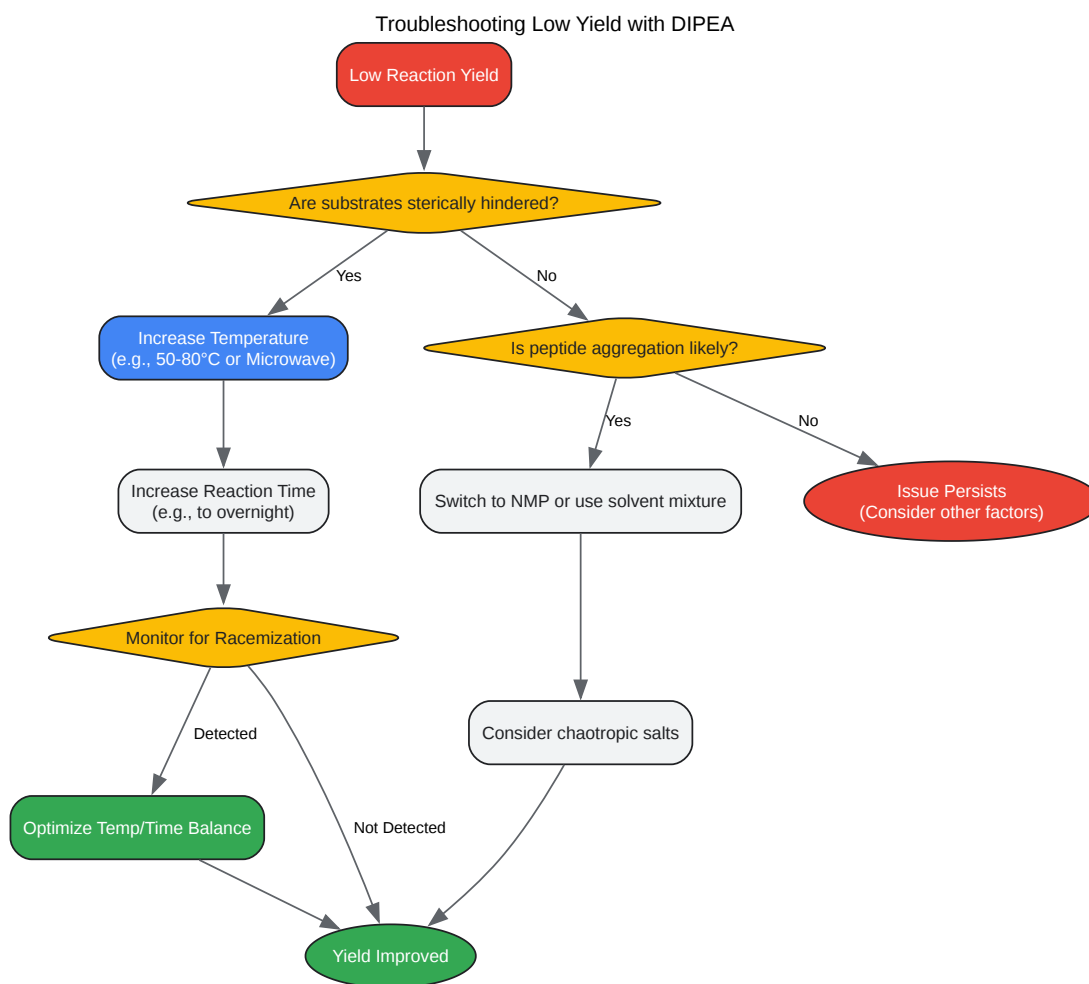 Troubleshooting Low Yield with DIPEA
Low Reaction Yield
Are substrates sterically hindered?
Yes
No
Increase Temperature
(e.g., 50-80°C or Microwave)
Is peptide aggregation likely?
Yes
No
Increase Reaction Time
(e.g., to overnight)
Switch to NMP or use solvent mixture
Issue Persists
(Consider other factors)
Monitor for Racemization
Detected
Consider chaotropic salts
Optimize Temp/Time Balance
Not Detected
Yield Improved